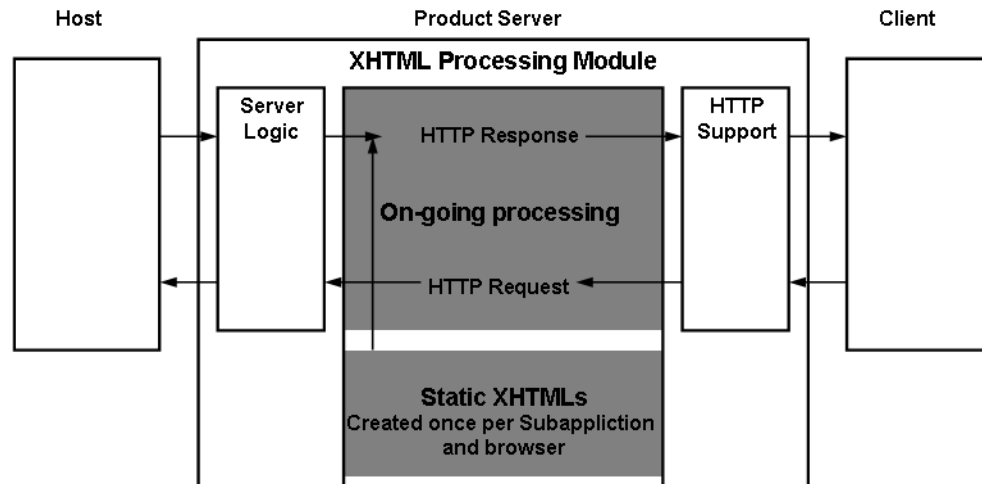 Host
Product Server
Client
XHTML Processing Module
Server
Logic
HTTP Response
HTTP
Support
On-going processing
HTTP Request
Static XHTMLs
Created once per Subappliction
and browser